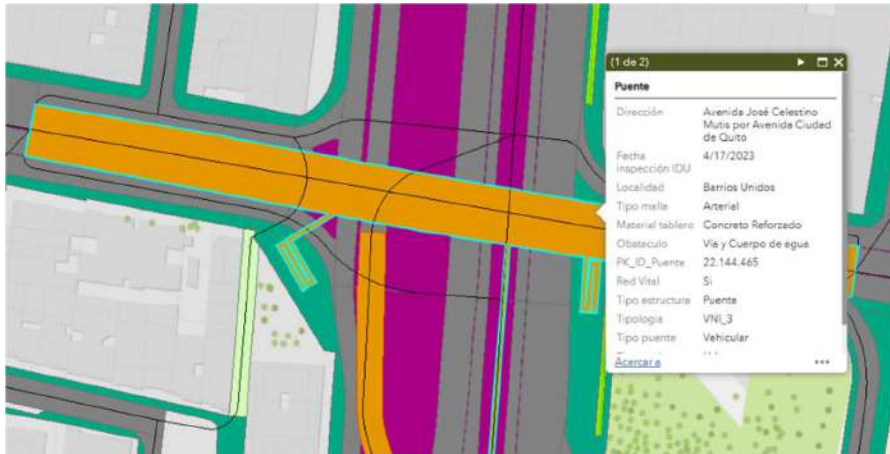 (1 de 2)
Puente
Dirección Avenida José Celestino
Mutis por Avenida Ciudad
de Quito
Fecha 4/17/2023
inspección IDU
Localidad Barrios Unidos
Tipo malle Arterial
Material tablero Concreto Reforzado
Obstaculo Vía y Cuerpo de agua
PK_ID_Puente 22.144.465
Red Vital Si
Tipo estructura Puente
Tipologia VNI_3
Tipo puente Vehicular
Acercar a